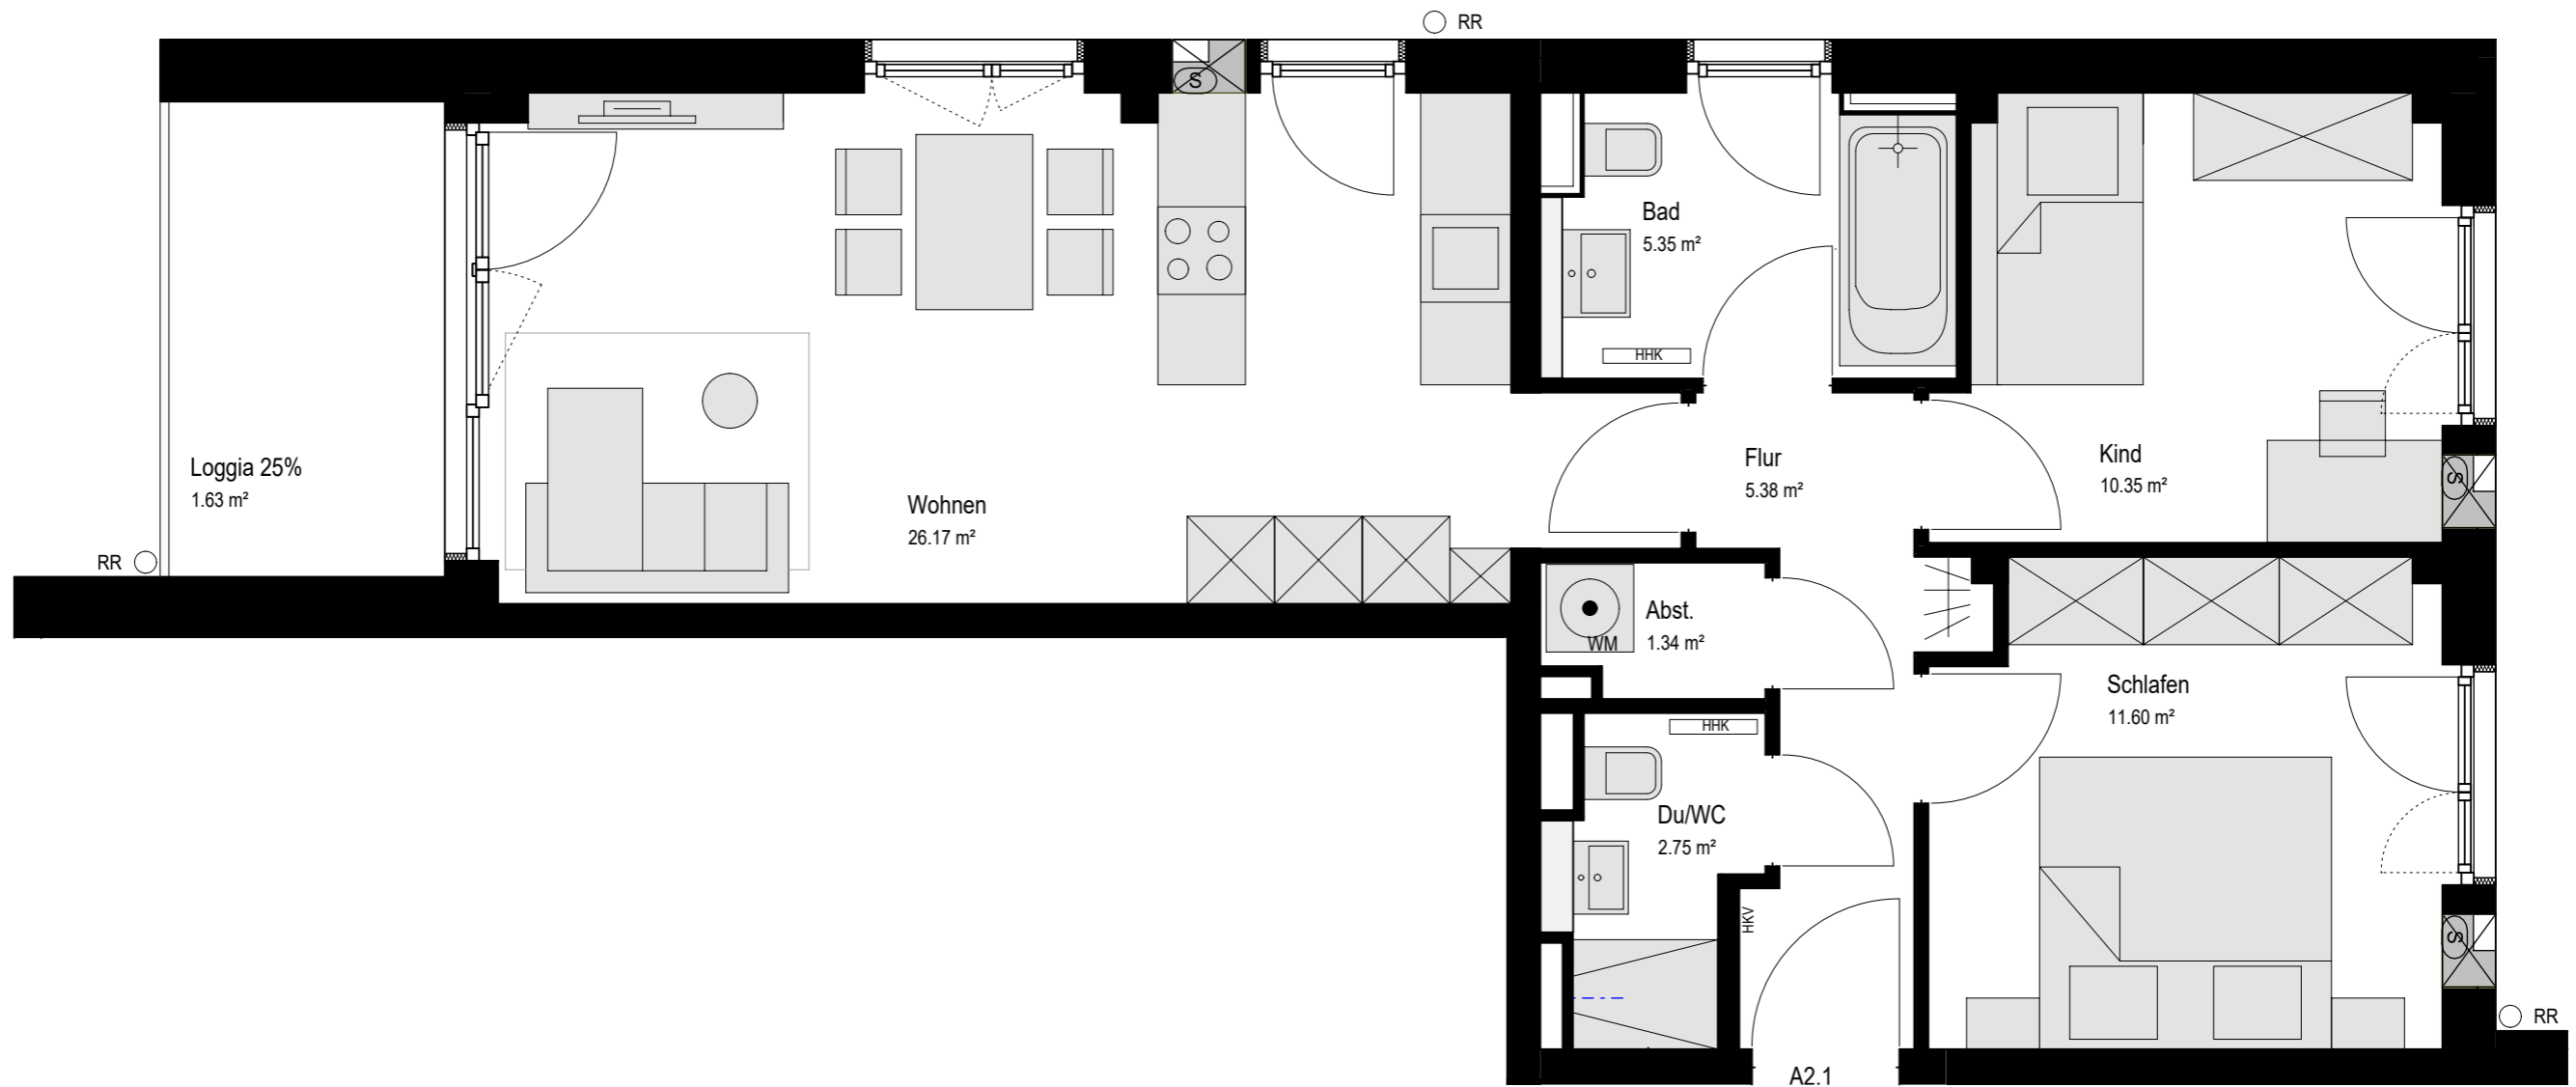 RR
S
Bad
5.35 m²
HHK
Loggia 25%
1.63 m²
Wohnen
26.17 m²
Flur
5.38 m²
Kind
10.35 m²
S
RR
Abst.
1.34 m²
WM
Schlafen
11.60 m²
HHK
Du/WC
2.75 m²
HKV
S
RR
A2.1